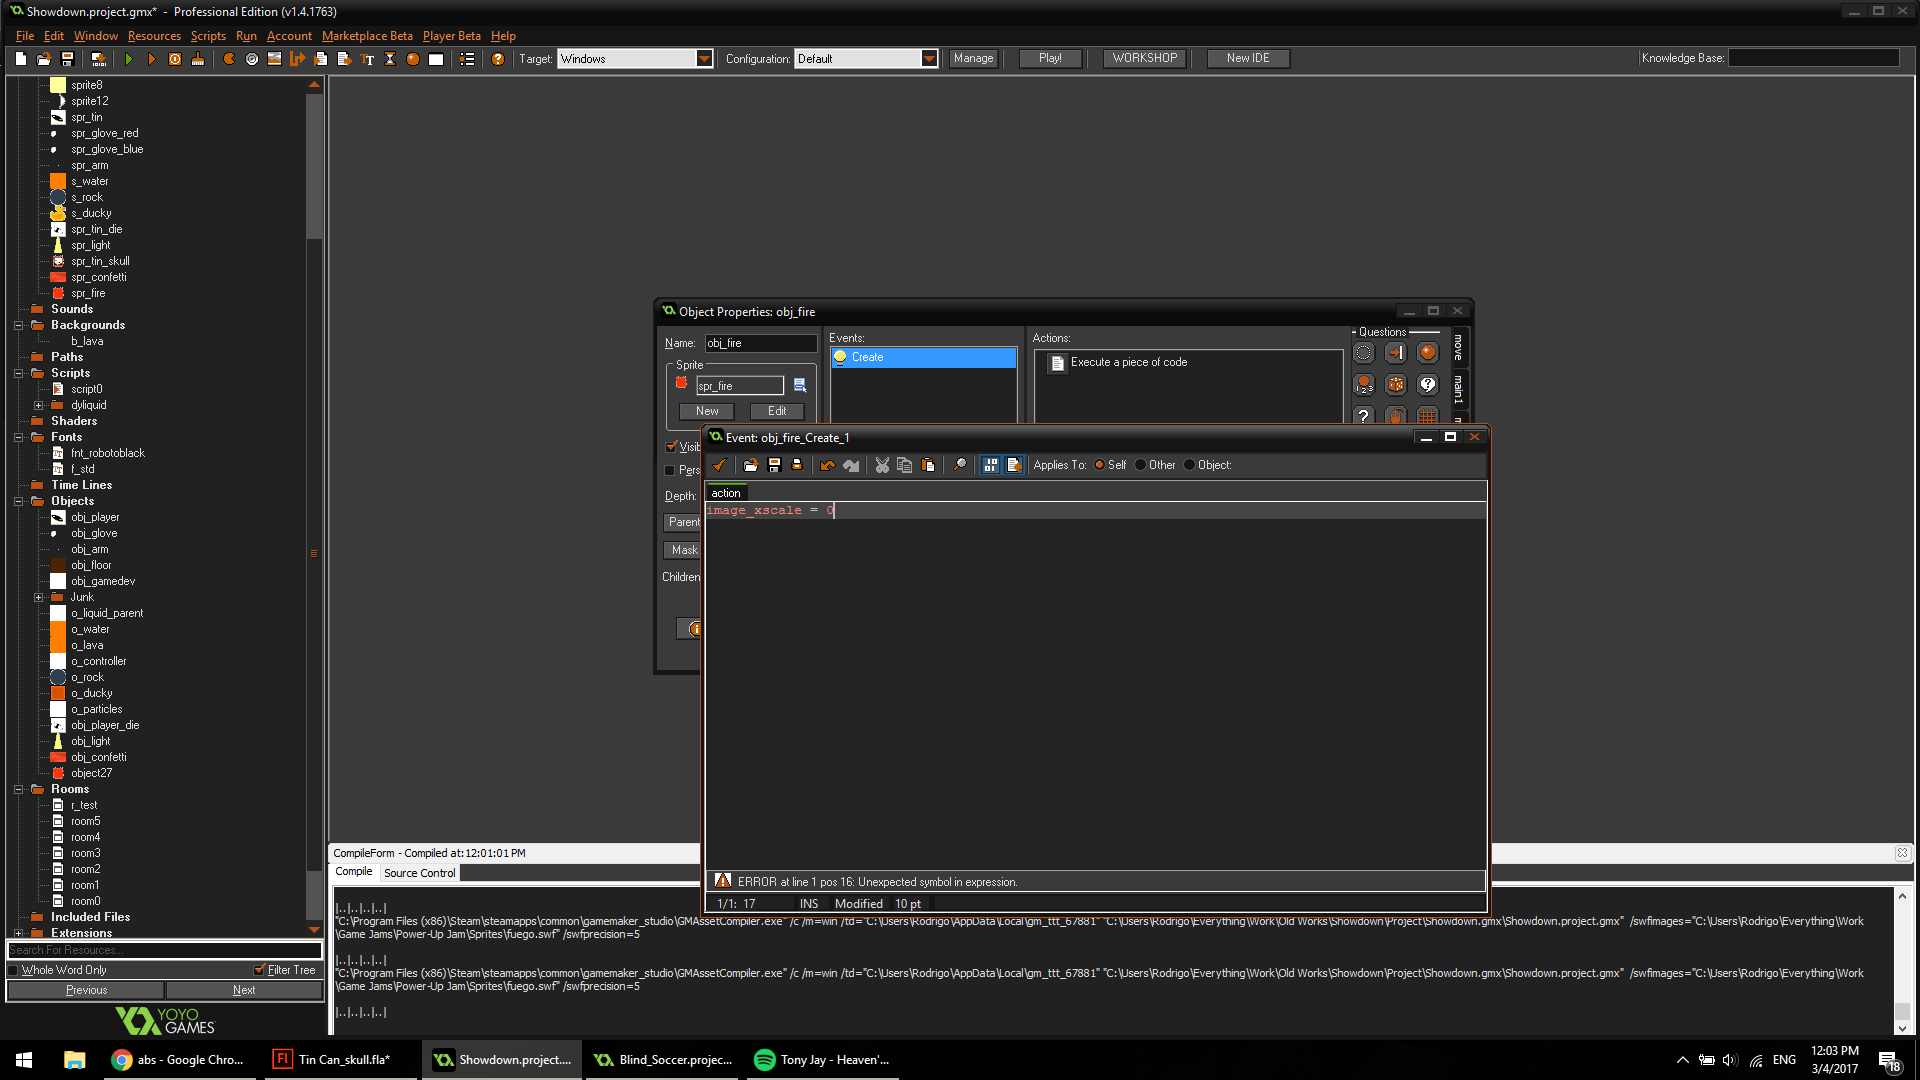 Showdown.project.gmx* - Professional Edition (v1.4.1763)
File Edit Window Resources Scripts Run Account Marketplace Beta Player Beta Help
Target: Windows Configuration: Default Manage Play! WORKSHOP New IDE Knowledge Base:
sprite8
sprite12
spr_tin
spr_glove_red
spr_glove_blue
spr_arm
s_water
s_rock
s_ducky
spr_tin_die
spr_light
spr_tin_skull
spr_confetti
spr_fire
Sounds
Backgrounds
b_lava
Paths
Scripts
script0
dyliquid
Shaders
Fonts
fnt_robotoblack
f_std
Time Lines
Objects
obj_player
obj_glove
obj_arm
obj_floor
obj_gamedev
Junk
o_liquid_parent
o_water
o_lava
o_controller
o_rock
o_ducky
o_particles
obj_player_die
obj_light
obj_confetti
object27
Rooms
r_test
room5
room4
room3
room2
room1
room0
Included Files
Extensions
Search For Resources...
Whole Word Only Filter Tree
Previous Next
YOYO
GAMES
Object Properties: obj_fire
Name: obj_fire
Sprite
spr_fire
New Edit
Visib
Pers
Depth:
Parent
Mask
Children
Events:
Create
Actions:
Execute a piece of code
Questions
move
main1
Event: obj_fire_Create_1
Applies To: Self Other Object:
action
image_xscale = 0
ERROR at line 1 pos 16: Unexpected symbol in expression.
1/1: 17 INS Modified 10 pt
CompileForm - Compiled at: 12:01:01 PM
Compile Source Control
|..|..|..|..|
"C:\Program Files (x86)\Steam\steamapps\common\gamemaker_studio\GMAssetCompiler.exe" /c /m=win /td="C:\Users\Rodrigo\AppData\Local\gm_ttt_67881" "C:\Users\Rodrigo\Everything\Work\Old Works\Showdown\Project\Showdown.gmx\Showdown.project.gmx" /swfimages="C:\Users\Rodrigo\Everything\Work
\Game Jams\Power-Up Jam\Sprites\fuego.swf" /swfprecision=5
|..|..|..|..|
"C:\Program Files (x86)\Steam\steamapps\common\gamemaker_studio\GMAssetCompiler.exe" /c /m=win /td="C:\Users\Rodrigo\AppData\Local\gm_ttt_67881" "C:\Users\Rodrigo\Everything\Work\Old Works\Showdown\Project\Showdown.gmx\Showdown.project.gmx" /swfimages="C:\Users\Rodrigo\Everything\Work
\Game Jams\Power-Up Jam\Sprites\fuego.swf" /swfprecision=5
|..|..|..|..|
abs - Google Chro... Tin Can_skull.fla* Showdown.project.... Blind_Soccer.projec... Tony Jay - Heaven'... ENG 12:03 PM
3/4/2017 18